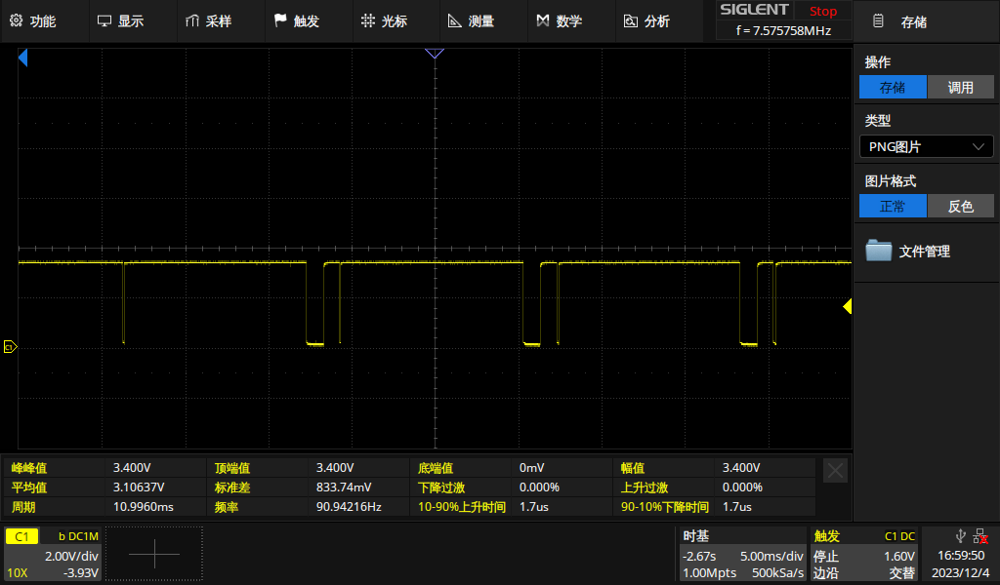 功能 显示 采样 触发 光标 测量 数学 分析 SIGLENT Stop 存储
f = 7.575758MHz
操作
存储 调用
类型
PNG图片
图片格式
正常 反色
文件管理
C1
峰峰值 3.400V 顶端值 3.400V 底端值 0mV 幅值 3.400V
平均值 3.10637V 标准差 833.74mV 下降过激 0.000% 上升过激 0.000%
周期 10.9960ms 频率 90.94216Hz 10-90%上升时间 1.7us 90-10%下降时间 1.7us
C1 b DC1M
2.00V/div
10X -3.93V
时基
-2.67s 5.00ms/div
1.00Mpts 500kSa/s
触发 C1 DC
停止 1.60V
边沿 交替
16:59:50
2023/12/4